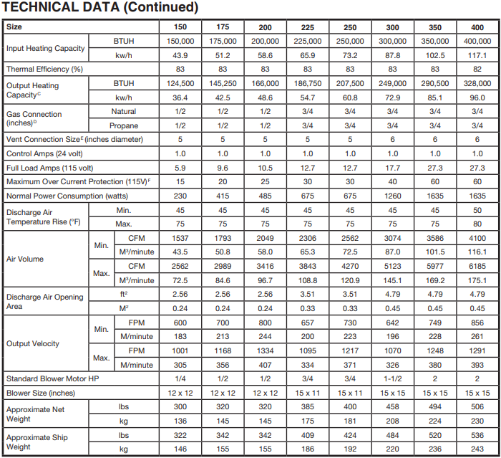 TECHNICAL DATA (Continued)
Size 150 175 200 225 250 300 350 400
Input Heating Capacity BTUH 150,000 175,000 200,000 225,000 250,000 300,000 350,000 400,000
kw/h 43.9 51.2 58.6 65.9 73.2 87.8 102.5 117.1
Thermal Efficiency (%) 83 83 83 83 83 83 83 82
Output Heating Capacity BTUH 124,500 145,250 166,000 186,750 207,500 249,000 290,500 328,000
kw/h 36.4 42.5 48.6 54.7 60.8 72.9 85.1 96.0
Gas Connection (inches) Natural 1/2 1/2 1/2 3/4 3/4 3/4 3/4 3/4
Propane 1/2 1/2 1/2 3/4 3/4 3/4 3/4 3/4
Vent Connection Size (inches diameter) 5 5 5 5 5 6 6 6
Control Amps (24 volt) 1.0 1.0 1.0 1.0 1.0 1.0 1.0 1.0
Full Load Amps (115 volt) 5.9 9.6 10.5 12.7 12.7 17.7 27.3 27.3
Maximum Over Current Protection (115V) 15 20 25 30 30 40 60 60
Normal Power Consumption (watts) 230 415 485 675 675 1260 1635 1635
Discharge Air Temperature Rise (°F) Min. 45 45 45 45 45 45 45 50
Max. 75 75 75 75 75 75 75 80
Air Volume Min. CFM 1537 1793 2049 2306 2562 3074 3586 4100
M³/minute 43.5 50.8 58.0 65.3 72.5 87.0 101.5 116.1
Max. CFM 2562 2989 3416 3843 4270 5123 5977 6185
M³/minute 72.5 84.6 96.7 108.8 120.9 145.1 169.2 175.1
Discharge Air Opening Area ft² 2.56 2.56 2.56 3.51 3.51 4.79 4.79 4.79
M² 0.24 0.24 0.24 0.33 0.33 0.45 0.45 0.45
Output Velocity Min. FPM 600 700 800 657 730 642 749 856
M/minute 183 213 244 200 223 196 228 261
Max. FPM 1001 1168 1334 1095 1217 1070 1248 1291
M/minute 305 356 407 334 371 326 380 393
Standard Blower Motor HP 1/4 1/2 1/2 3/4 3/4 1-1/2 2 2
Blower Size (inches) 12 x 12 12 x 12 12 x 12 15 x 11 15 x 11 15 x 15 15 x 15 15 x 15
Approximate Net Weight lbs 300 320 320 385 400 458 494 506
kg 136 145 145 175 181 208 224 230
Approximate Ship Weight lbs 322 342 342 409 424 484 520 536
kg 146 155 155 186 192 220 236 243